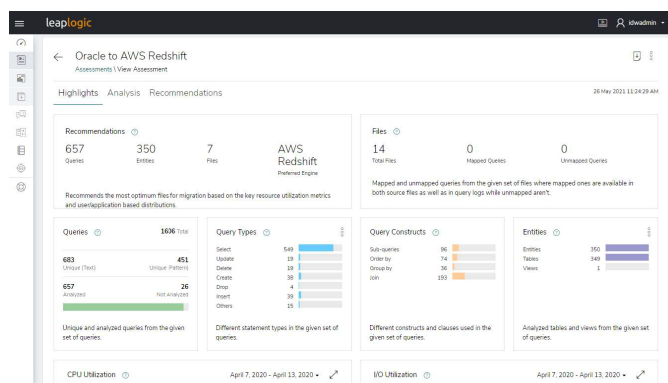 leaplogic
idwadmin
Oracle to AWS Redshift
Assessments \ View Assessment
Highlights Analysis Recommendations
26 May 2021 11:24:29 AM
Recommendations
657 350 7 AWS Redshift
Queries Entities Files Preferred Engine
Recommends the most optimum files for migration based on the key resource utilization metrics
and user/application based distributions.
Files
14 0 0
Total Files Mapped Queries Unmapped Queries
Mapped and unmapped queries from the given set of files where mapped ones are available in
both source files as well as in query logs while unmapped aren't.
Queries 1606 Total
683 451
Unique (Text) Unique (Pattern)
657 26
Analyzed Not Analyzed
Unique and analyzed queries from the given
set of queries.
Query Types
Select 549
Update 19
Delete 19
Create 38
Drop 4
Insert 39
Others 15
Different statement types in the given set of
queries.
Query Constructs
Sub-queries 96
Order by 74
Group by 36
Join 193
Different constructs and clauses used in the
given set of queries.
Entities
Entities 350
Tables 349
Views 1
Analyzed tables and views from the given set
of queries.
CPU Utilization April 7, 2020 - April 13, 2020
I/O Utilization April 7, 2020 - April 13, 2020